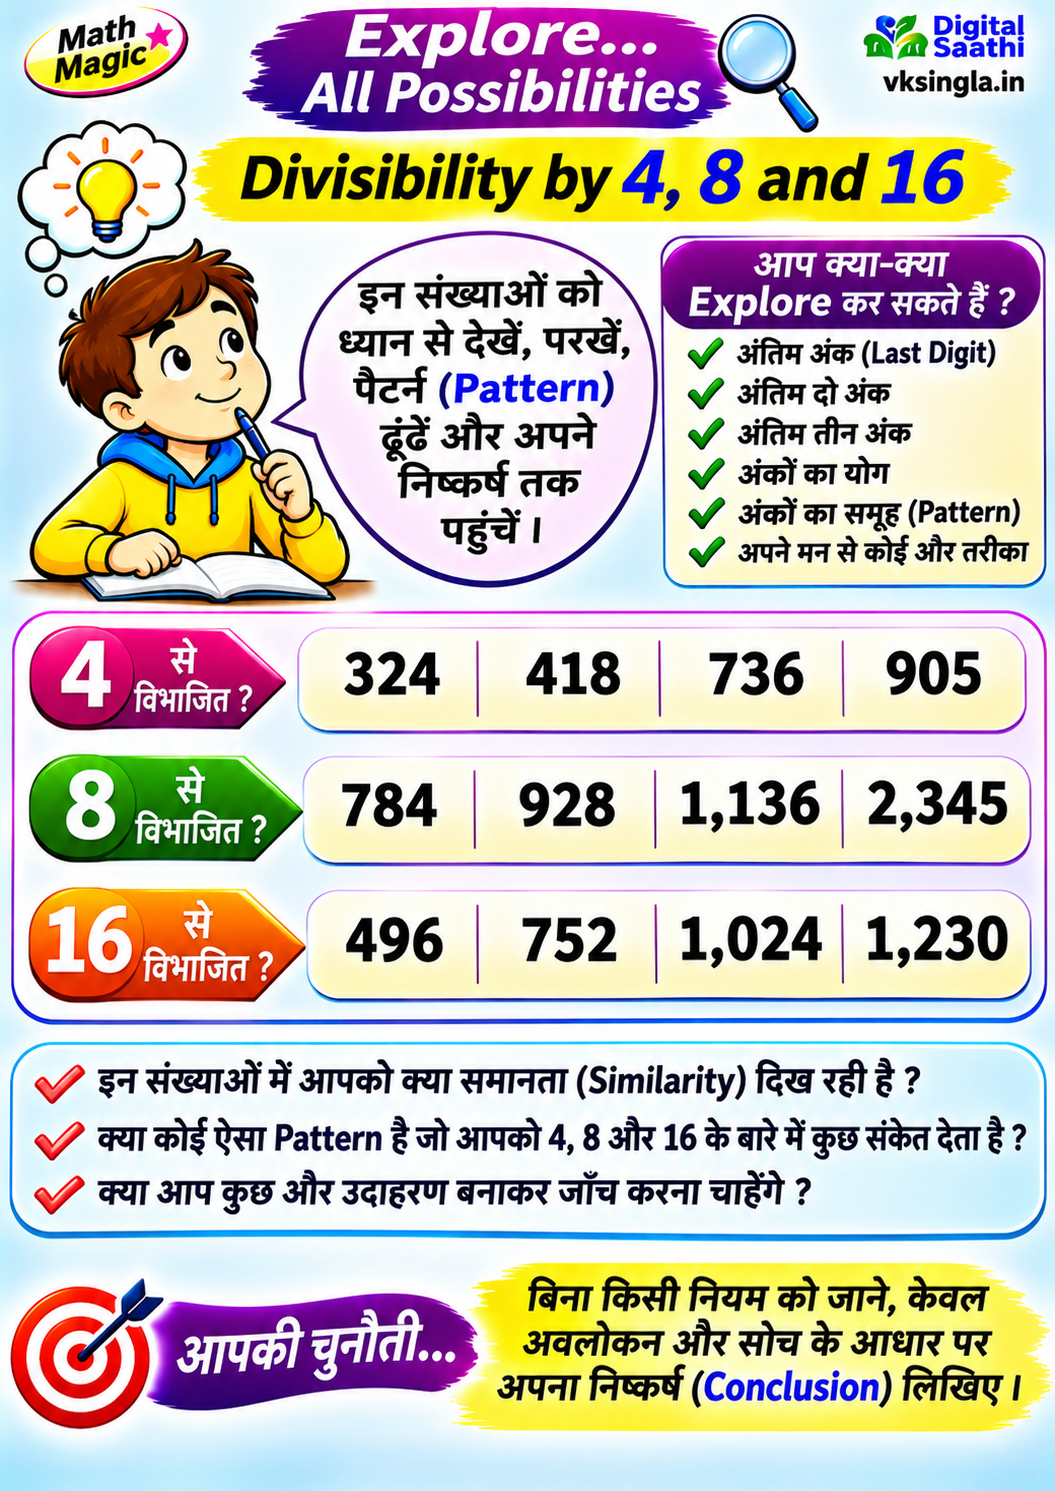 Math
Magic
Explore...
All Possibilities
Digital
Saathi
vksingla.in
Divisibility by 4, 8 and 16
इन संख्याओं को
ध्यान से देखें, परखें,
पैटर्न (Pattern)
ढूंढें और अपने
निष्कर्ष तक
पहुंचें ।
आप क्या-क्या
Explore कर सकते हैं ?
अंतिम अंक (Last Digit)
अंतिम दो अंक
अंतिम तीन अंक
अंकों का योग
अंकों का समूह (Pattern)
अपने मन से कोई और तरीका
4 से विभाजित ?
324 418 736 905
8 से विभाजित ?
784 928 1,136 2,345
16 से विभाजित ?
496 752 1,024 1,230
इन संख्याओं में आपको क्या समानता (Similarity) दिख रही है ?
क्या कोई ऐसा Pattern है जो आपको 4, 8 और 16 के बारे में कुछ संकेत देता है ?
क्या आप कुछ और उदाहरण बनाकर जाँच करना चाहेंगे ?
आपकी चुनौती...
बिना किसी नियम को जाने, केवल
अवलोकन और सोच के आधार पर
अपना निष्कर्ष (Conclusion) लिखिए ।